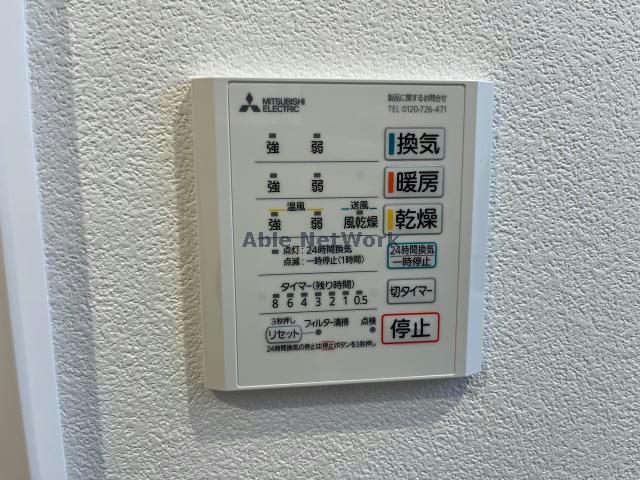 MITSUBISHI
ELECTRIC
製品に関するお問合せ
TEL 0120-726-471
強 弱 換気
強 弱 暖房
温風 送風
強 弱 風乾燥 乾燥
Able NetWork
点灯:24時間換気
点滅:一時停止(1時間)
24時間換気
一時停止
タイマー(残り時間)
8 6 4 3 2 1 0.5
切タイマー
3秒押し
リセット フィルター清掃 点検
停止
24時間換気の停止は停止ボタンを3秒押し